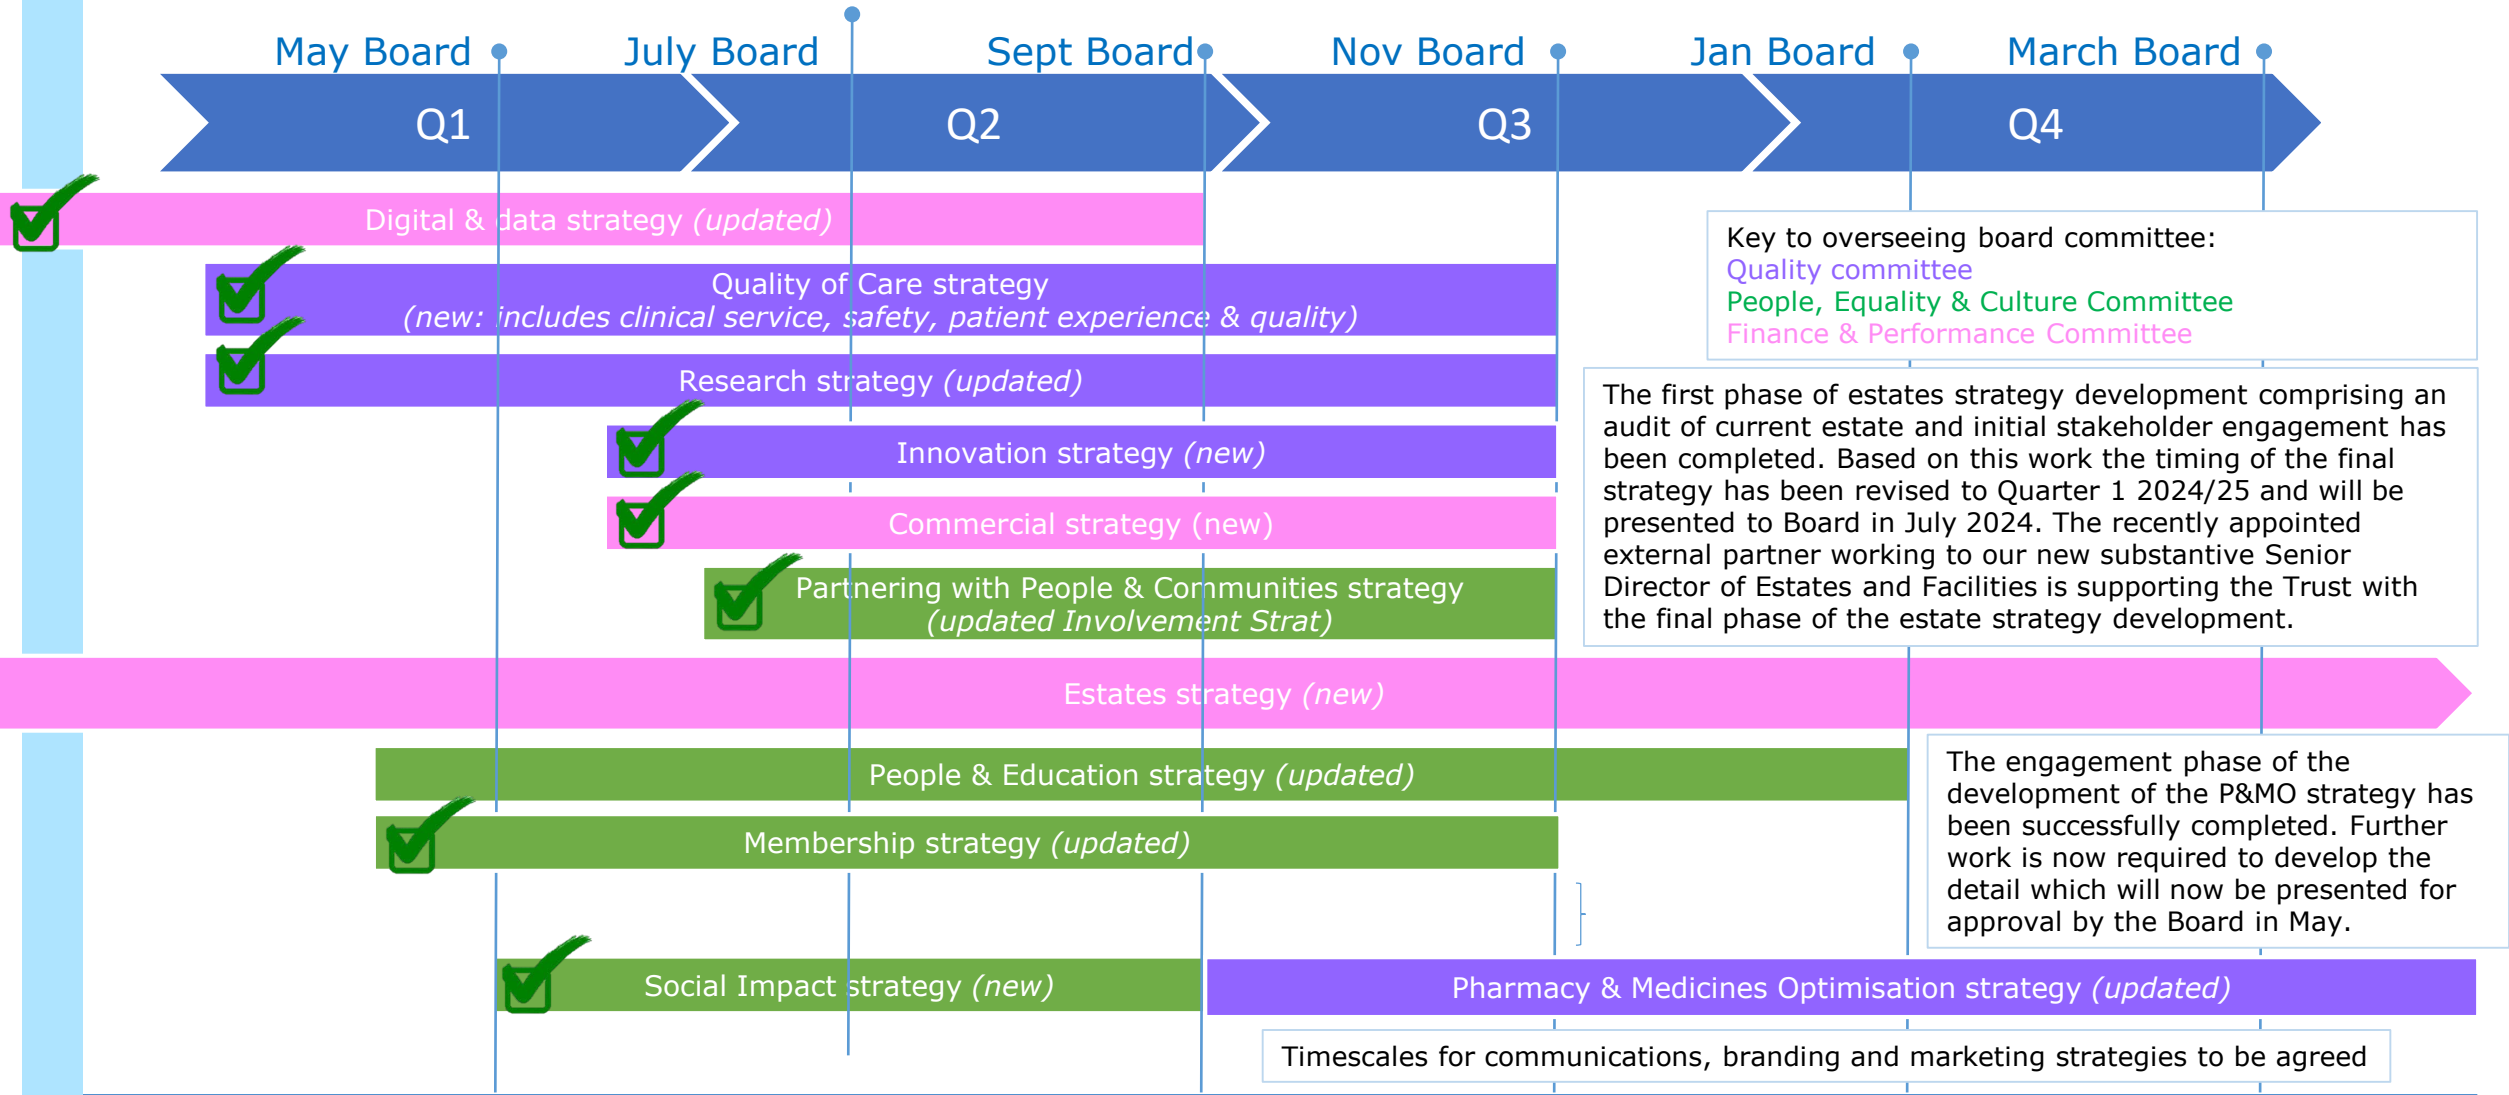 May Board
July Board
Sept Board
Nov Board
Jan Board
March Board
Q1
Q2
Q3
Q4
Digital & data strategy (updated)
Quality of Care strategy
(new: includes clinical service, safety, patient experience & quality)
Research strategy (updated)
Innovation strategy (new)
Commercial strategy (new)
Partnering with People & Communities strategy
(updated Involvement Strat)
Estates strategy (new)
People & Education strategy (updated)
Membership strategy (updated)
Social Impact strategy (new)
Pharmacy & Medicines Optimisation strategy (updated)
Key to overseeing board committee:
Quality committee
People, Equality & Culture Committee
Finance & Performance Committee
The first phase of estates strategy development comprising an
audit of current estate and initial stakeholder engagement has
been completed. Based on this work the timing of the final
strategy has been revised to Quarter 1 2024/25 and will be
presented to Board in July 2024. The recently appointed
external partner working to our new substantive Senior
Director of Estates and Facilities is supporting the Trust with
the final phase of the estate strategy development.
The engagement phase of the
development of the P&MO strategy has
been successfully completed. Further
work is now required to develop the
detail which will now be presented for
approval by the Board in May.
Timescales for communications, branding and marketing strategies to be agreed